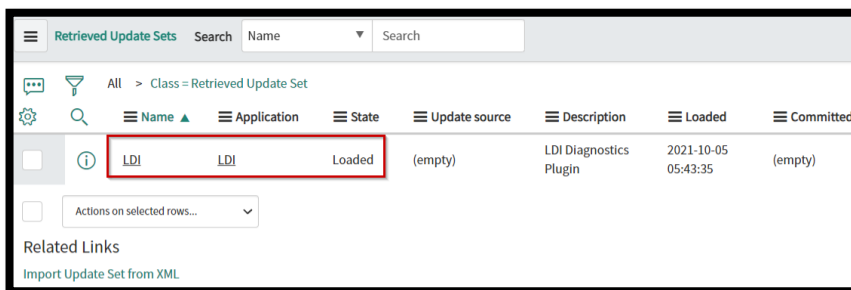 Retrieved Update Sets Search Name Search
All > Class = Retrieved Update Set
Name Application State Update source Description Loaded Committed
LDI LDI Loaded (empty) LDI Diagnostics Plugin 2021-10-05 05:43:35 (empty)
Actions on selected rows...
Related Links
Import Update Set from XML